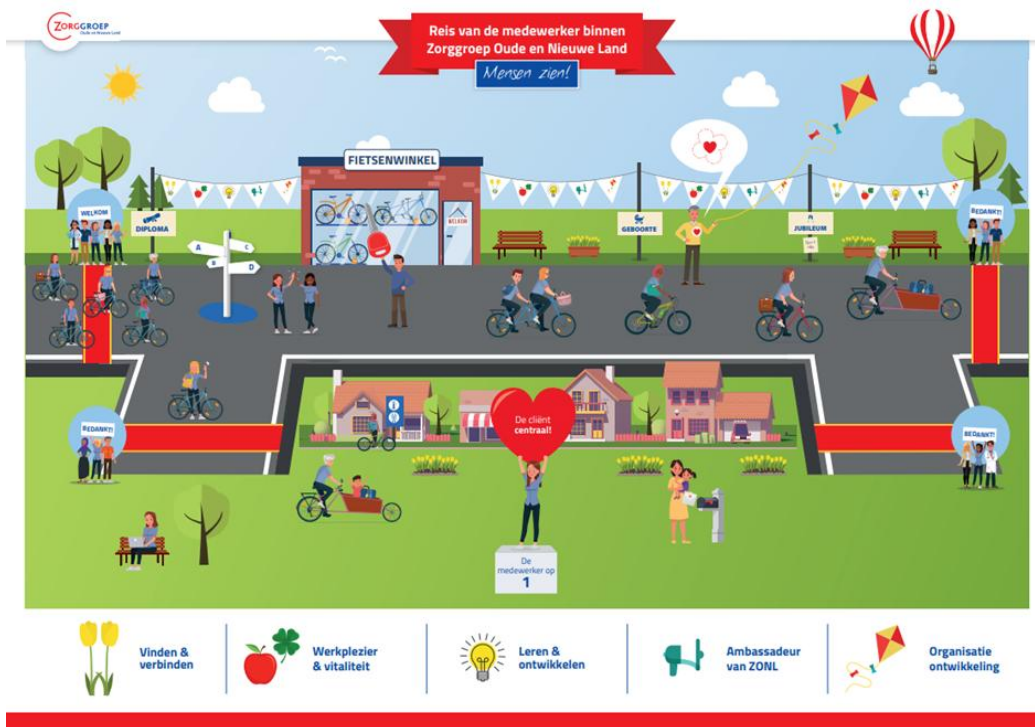 ZORGGROEP
Oude en Nieuwe Land
Reis van de medewerker binnen
Zorggroep Oude en Nieuwe Land
Mensen zien!
FIETSENWINKEL
WELKOM
DIPLOMA
WELKOM
GEBOORTE
JUBILEUM
BEDANKT!
A
C
B
D
De cliënt
centraal!
BEDANKT!
BEDANKT!
De
medewerker op
1
Vinden &
verbinden
Werkplezier
& vitaliteit
Leren &
ontwikkelen
Ambassadeur
van ZONL
Organisatie
ontwikkeling